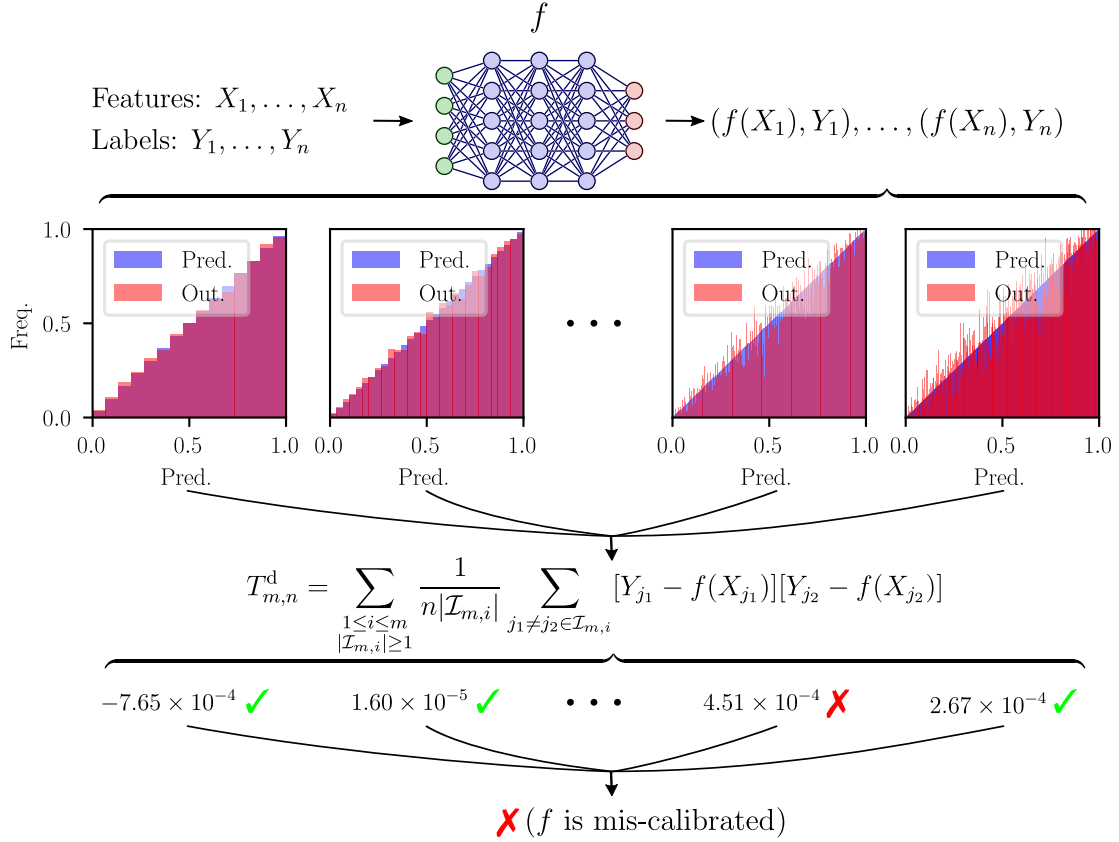 f
Features: X_1, …, X_n
Labels: Y_1, …, Y_n
(f(X_1), Y_1), …, (f(X_n), Y_n)
Freq.
1.0
0.5
0.0
Pred.
Out.
0.0 0.5 1.0
Pred.
Pred.
Out.
0.0 0.5 1.0
Pred.
• • •
Pred.
Out.
0.0 0.5 1.0
Pred.
Pred.
Out.
0.0 0.5 1.0
Pred.
T^d_{m,n} = ∑_{1≤i≤m, |ℐ_{m,i}|≥1} 1/(n|ℐ_{m,i}|) ∑_{j_1≠j_2∈ℐ_{m,i}} [Y_{j_1} − f(X_{j_1})][Y_{j_2} − f(X_{j_2})]
−7.65 × 10^{−4} ✓ 1.60 × 10^{−5} ✓ • • • 4.51 × 10^{−4} ✗ 2.67 × 10^{−4} ✓
✗ (f is mis-calibrated)